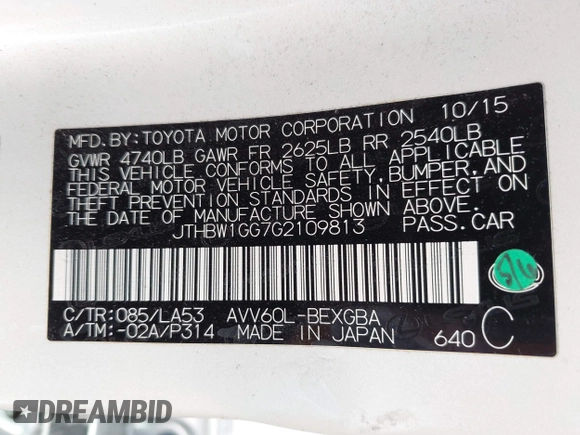 MFD. BY: TOYOTA MOTOR CORPORATION 10/15
GVWR 4740LB GAWR FR 2625LB RR 2540LB
THIS VEHICLE CONFORMS TO ALL APPLICABLE
FEDERAL MOTOR VEHICLE SAFETY, BUMPER, AND
THEFT PREVENTION STANDARDS IN EFFECT ON
THE DATE OF MANUFACTURE SHOWN ABOVE.
JTHBW1GG7G2109813 PASS. CAR
C/TR:085/LA53 AVV60L-BEXGBA
A/TM:-02A/P314 MADE IN JAPAN 640 C
DREAMBID